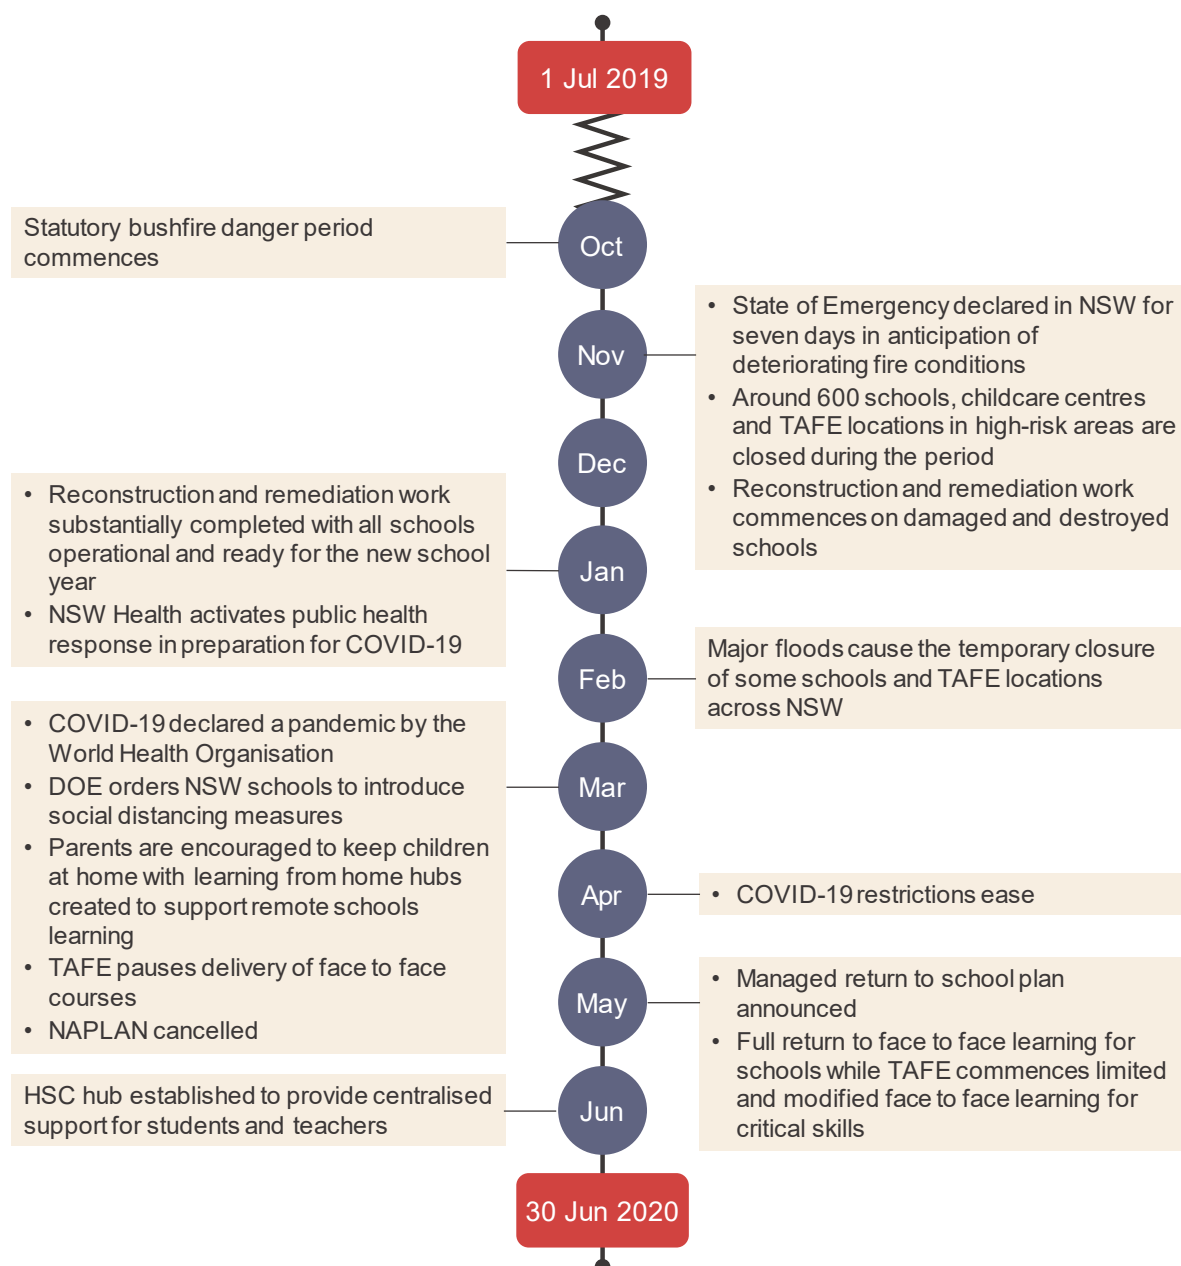 1 Jul 2019
Statutory bushfire danger period
commences
Oct
Nov
• State of Emergency declared in NSW for
seven days in anticipation of
deteriorating fire conditions
• Around 600 schools, childcare centres
and TAFE locations in high-risk areas are
closed during the period
• Reconstruction and remediation work
commences on damaged and destroyed
schools
Dec
• Reconstruction and remediation work
substantially completed with all schools
operational and ready for the new school
year
• NSW Health activates public health
response in preparation for COVID-19
Jan
Feb
Major floods cause the temporary closure
of some schools and TAFE locations
across NSW
• COVID-19 declared a pandemic by the
World Health Organisation
• DOE orders NSW schools to introduce
social distancing measures
• Parents are encouraged to keep children
at home with learning from home hubs
created to support remote schools
learning
• TAFE pauses delivery of face to face
courses
• NAPLAN cancelled
Mar
Apr
• COVID-19 restrictions ease
May
• Managed return to school plan
announced
• Full return to face to face learning for
schools while TAFE commences limited
and modified face to face learning for
critical skills
HSC hub established to provide centralised
support for students and teachers
Jun
30 Jun 2020